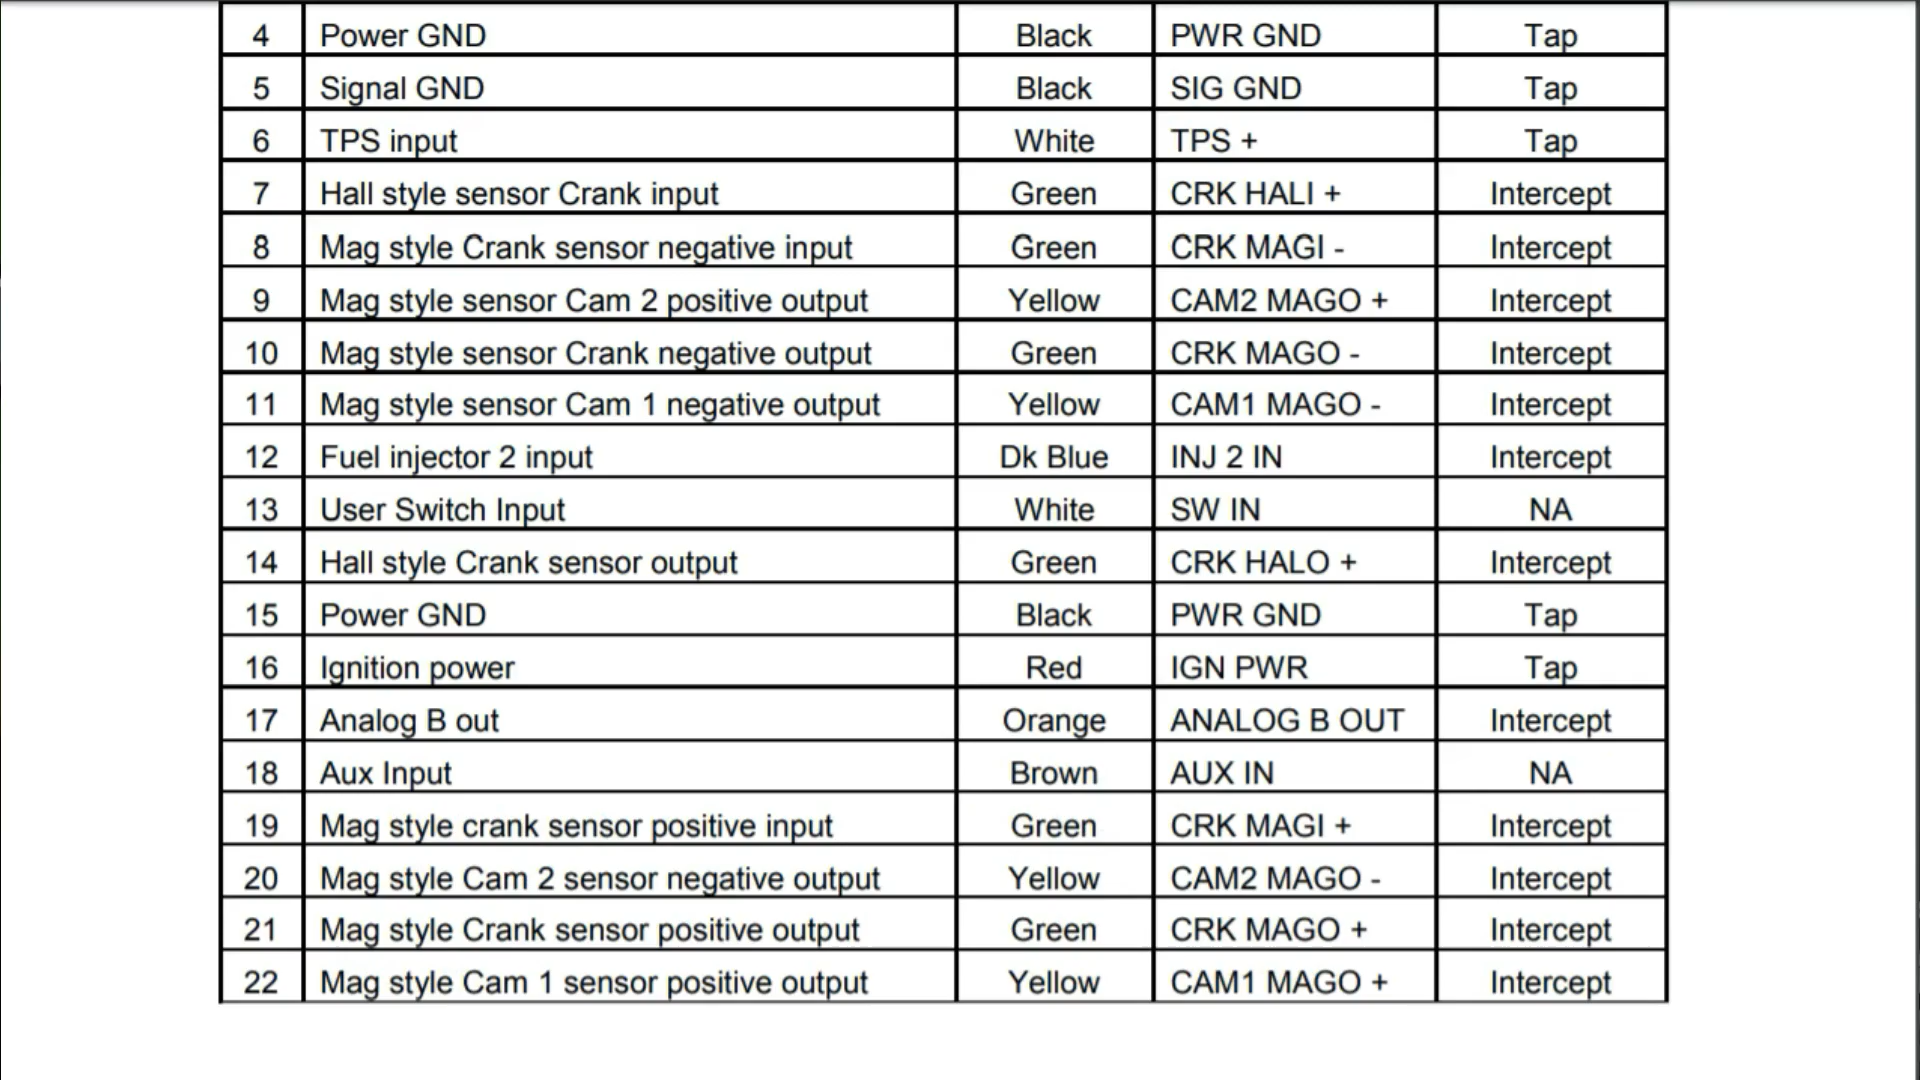 4 Power GND Black PWR GND Tap
5 Signal GND Black SIG GND Tap
6 TPS input White TPS + Tap
7 Hall style sensor Crank input Green CRK HALI + Intercept
8 Mag style Crank sensor negative input Green CRK MAGI - Intercept
9 Mag style sensor Cam 2 positive output Yellow CAM2 MAGO + Intercept
10 Mag style sensor Crank negative output Green CRK MAGO - Intercept
11 Mag style sensor Cam 1 negative output Yellow CAM1 MAGO - Intercept
12 Fuel injector 2 input Dk Blue INJ 2 IN Intercept
13 User Switch Input White SW IN NA
14 Hall style Crank sensor output Green CRK HALO + Intercept
15 Power GND Black PWR GND Tap
16 Ignition power Red IGN PWR Tap
17 Analog B out Orange ANALOG B OUT Intercept
18 Aux Input Brown AUX IN NA
19 Mag style crank sensor positive input Green CRK MAGI + Intercept
20 Mag style Cam 2 sensor negative output Yellow CAM2 MAGO - Intercept
21 Mag style Crank sensor positive output Green CRK MAGO + Intercept
22 Mag style Cam 1 sensor positive output Yellow CAM1 MAGO + Intercept